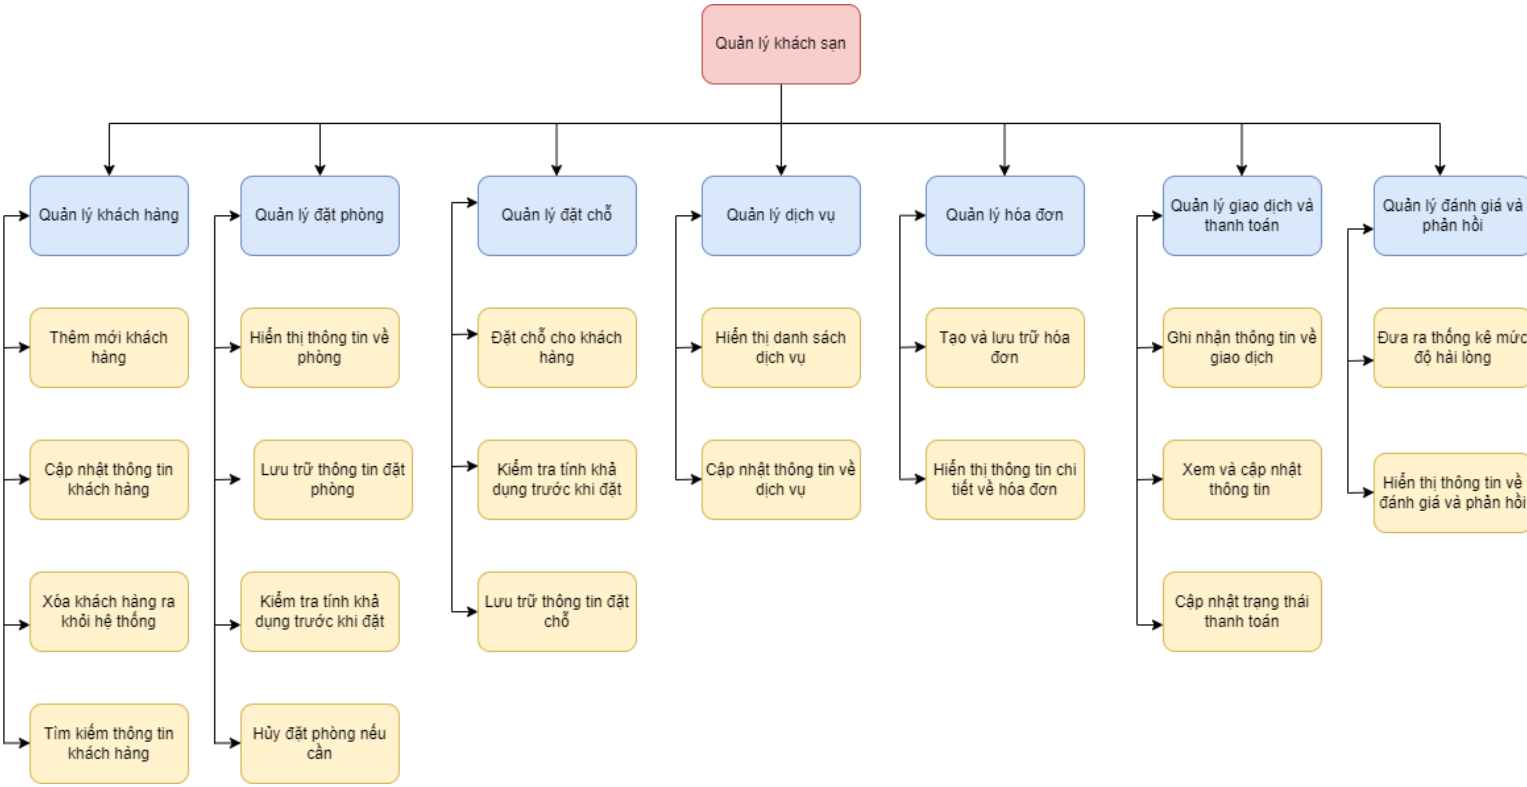 Quản lý khách sạn
Quản lý khách hàng
Thêm mới khách
hàng
Cập nhật thông tin
khách hàng
Xóa khách hàng ra
khỏi hệ thống
Tìm kiếm thông tin
khách hàng
Quản lý đặt phòng
Hiển thị thông tin về
phòng
Lưu trữ thông tin đặt
phòng
Kiểm tra tính khả
dụng trước khi đặt
Hủy đặt phòng nếu
cần
Quản lý đặt chỗ
Đặt chỗ cho khách
hàng
Kiểm tra tính khả
dụng trước khi đặt
Lưu trữ thông tin đặt
chỗ
Quản lý dịch vụ
Hiển thị danh sách
dịch vụ
Cập nhật thông tin về
dịch vụ
Quản lý hóa đơn
Tạo và lưu trữ hóa
đơn
Hiển thị thông tin chi
tiết về hóa đơn
Quản lý giao dịch và
thanh toán
Ghi nhận thông tin về
giao dịch
Xem và cập nhật
thông tin
Cập nhật trạng thái
thanh toán
Quản lý đánh giá và
phản hồi
Đưa ra thống kê mức
độ hài lòng
Hiển thị thông tin về
đánh giá và phản hồi